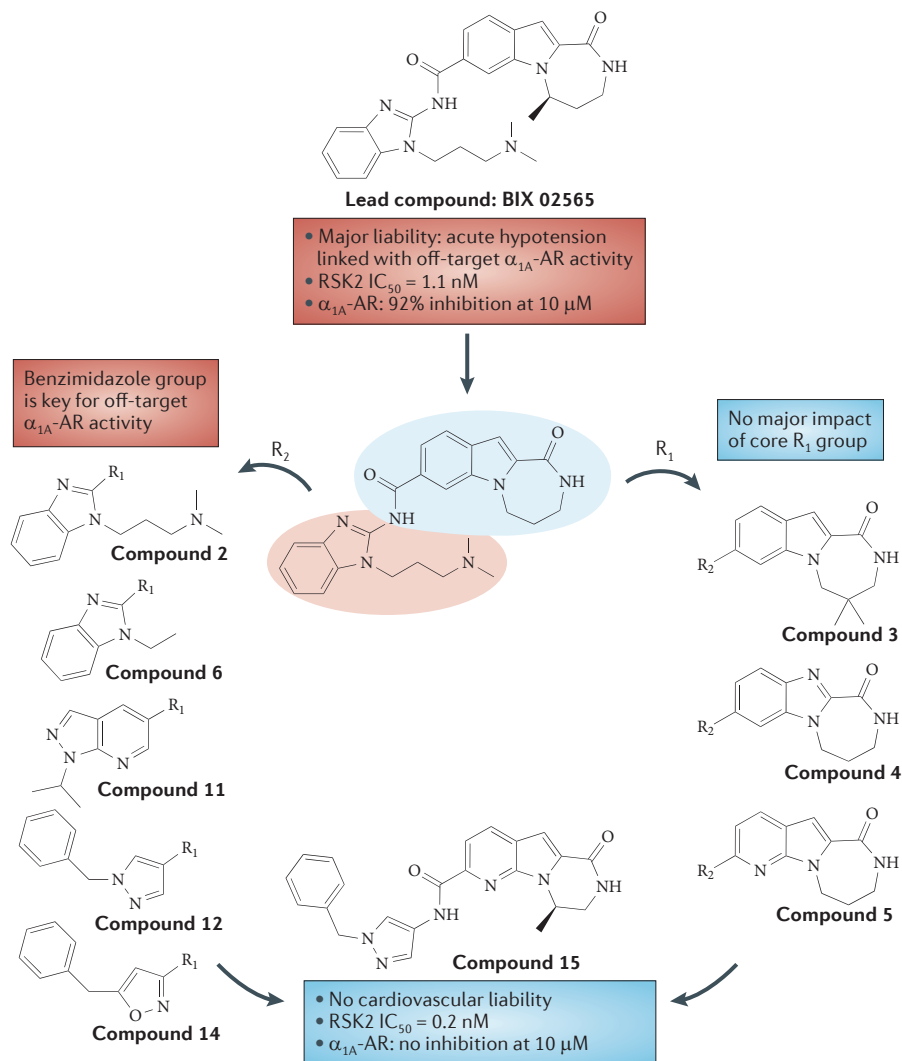 O
O
NH
N
NH
N
N
N
Lead compound: BIX 02565
• Major liability: acute hypotension
linked with off-target α1A-AR activity
• RSK2 IC50 = 1.1 nM
• α1A-AR: 92% inhibition at 10 μM
Benzimidazole group
is key for off-target
α1A-AR activity
No major impact
of core R1 group
R2
R1
O
O
NH
N
NH
N
N
N
R1
N
N
N
Compound 2
R1
N
N
Compound 6
R1
N
N
N
Compound 11
R1
N
N
Compound 12
R1
O
N
Compound 14
O
NH
N
R2
Compound 3
N
O
NH
N
R2
Compound 4
O
NH
N
N
R2
Compound 5
O
O
NH
N
N
NH
N
N
Compound 15
• No cardiovascular liability
• RSK2 IC50 = 0.2 nM
• α1A-AR: no inhibition at 10 μM